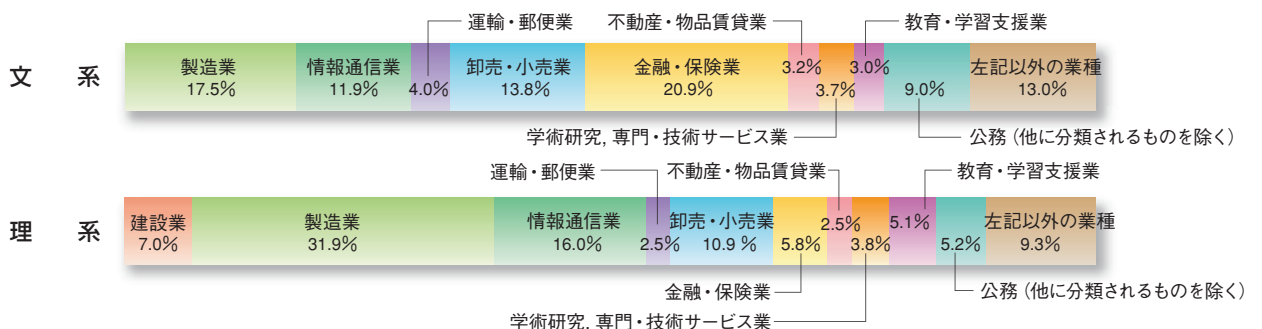 運輸・郵便業 不動産・物品賃貸業 教育・学習支援業
文 系
製造業 情報通信業 卸売・小売業 金融・保険業 左記以外の業種
17.5% 11.9% 4.0% 13.8% 20.9% 3.2% 3.7% 3.0% 9.0% 13.0%
学術研究, 専門・技術サービス業 公務（他に分類されるものを除く）
運輸・郵便業 不動産・物品賃貸業 教育・学習支援業
理 系
建設業 製造業 情報通信業 卸売・小売業 左記以外の業種
7.0% 31.9% 16.0% 2.5% 10.9 % 5.8% 2.5% 3.8% 5.1% 5.2% 9.3%
金融・保険業 公務（他に分類されるものを除く）
学術研究, 専門・技術サービス業